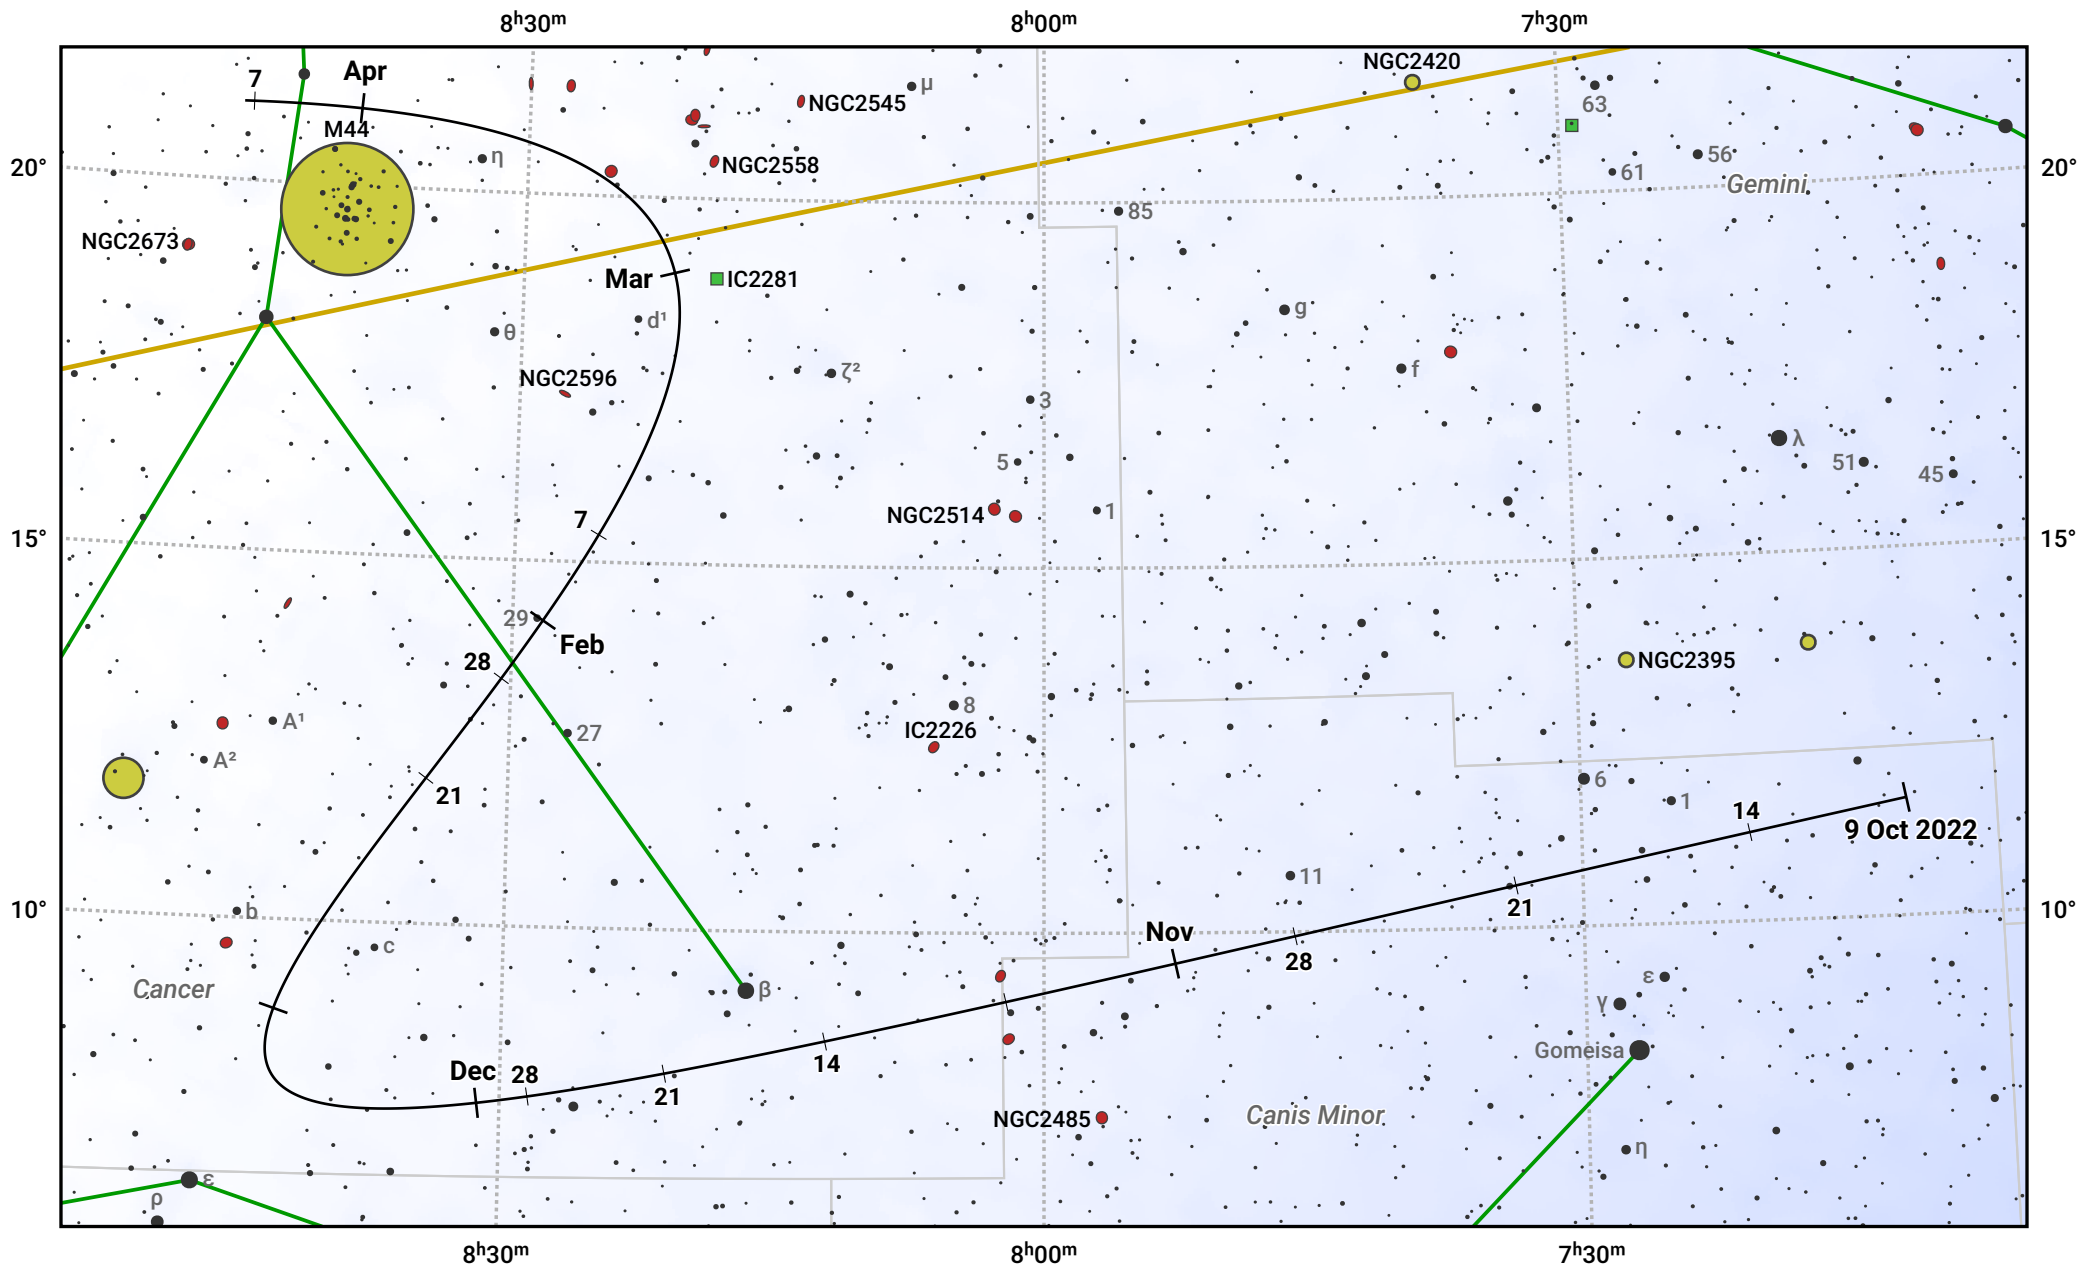 8ʰ30ᵐ
8ʰ00ᵐ
7ʰ30ᵐ
NGC2420
Apr
7
μ
NGC2545
63
M44
η
NGC2558
56
20°
20°
61
Gemini
85
NGC2673
Mar
IC2281
g
d¹
θ
NGC2596
ζ²
f
3
λ
5
51
45
NGC2514
1
7
15°
15°
29
Feb
28
NGC2395
8
A¹
IC2226
27
A²
6
21
1
14
9 Oct 2022
11
10°
b
21
10°
c
Nov
28
Cancer
β
ε
γ
Gomeisa
14
Dec
28
21
NGC2485
Canis Minor
η
ε
ρ
8ʰ30ᵐ
8ʰ00ᵐ
7ʰ30ᵐ